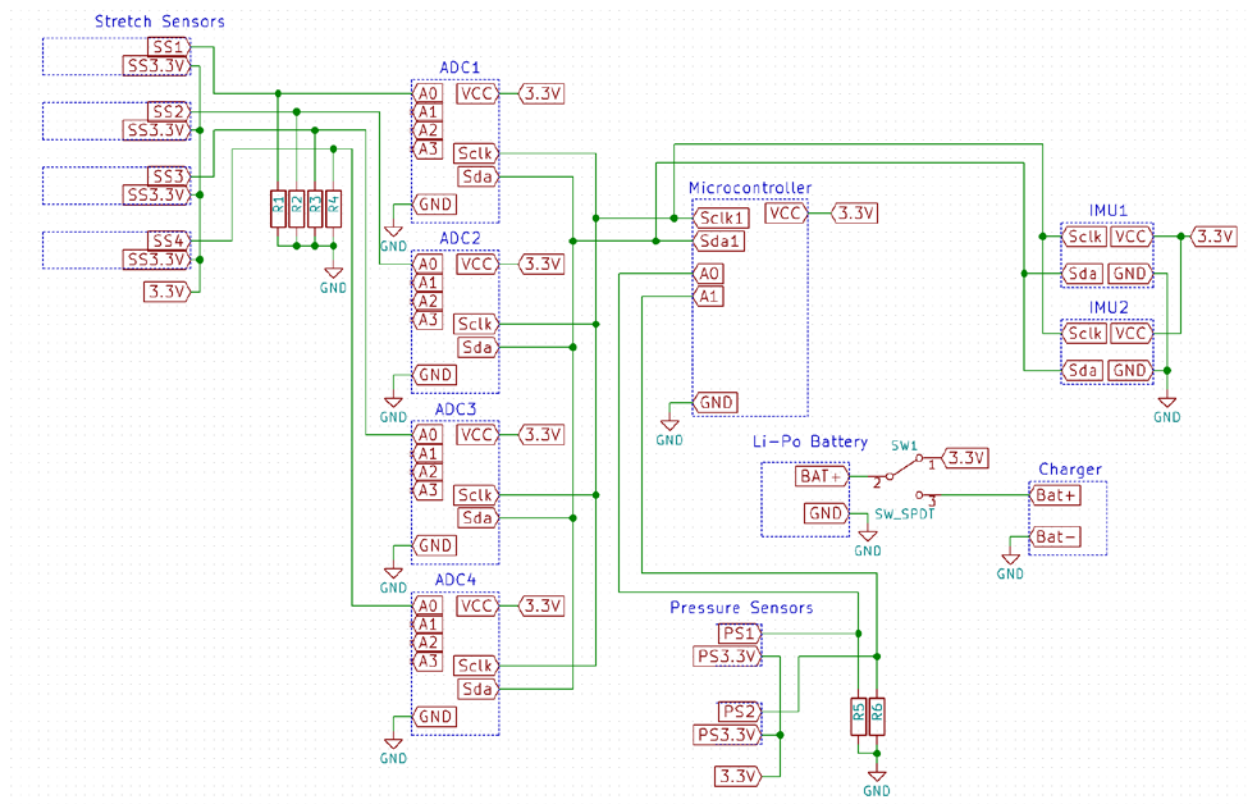 Stretch Sensors
SS1
SS3.3V
SS2
SS3.3V
SS3
SS3.3V
SS4
SS3.3V
3.3V
R1
R2
R3
R4
GND
ADC1
A0
VCC
3.3V
A1
A2
A3
Sclk
Sda
GND
GND
ADC2
A0
VCC
3.3V
A1
A2
A3
Sclk
Sda
GND
GND
ADC3
A0
VCC
3.3V
A1
A2
A3
Sclk
Sda
GND
GND
ADC4
A0
VCC
3.3V
A1
A2
A3
Sclk
Sda
GND
GND
Microcontroller
VCC
3.3V
Sclk1
Sda1
A0
A1
GND
GND
IMU1
Sclk
VCC
3.3V
Sda
GND
IMU2
Sclk
VCC
Sda
GND
GND
Li-Po Battery
BAT+
GND
GND
SW1
1
3.3V
2
3
SW_SPDT
Charger
Bat+
Bat-
GND
Pressure Sensors
PS1
PS3.3V
PS2
PS3.3V
3.3V
R5
R6
GND